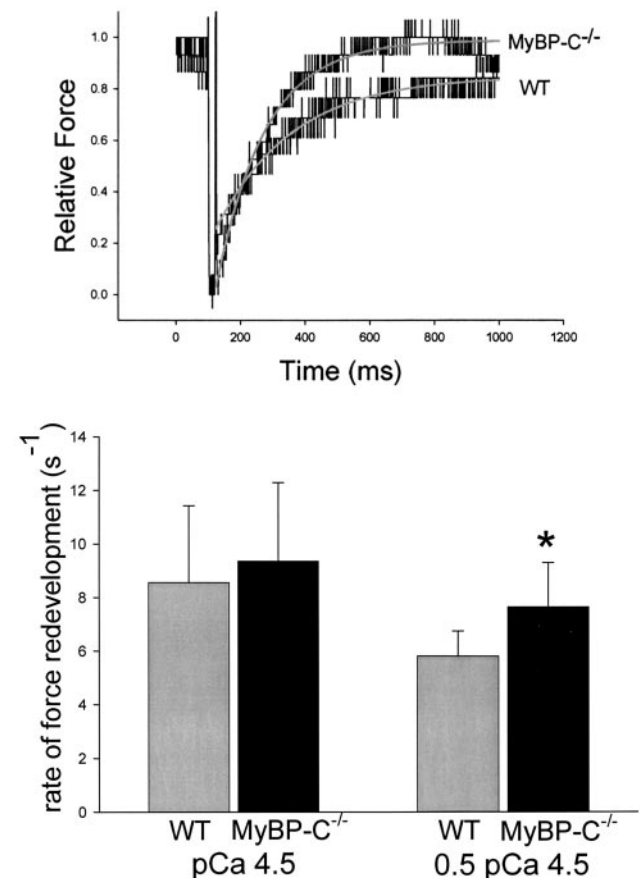 1.0
0.8
0.6
0.4
0.2
0.0
Relative Force
MyBP-C-/-
WT
0 200 400 600 800 1000 1200
Time (ms)
14
12
10
8
6
4
2
0
rate of force redevelopment (s-1)
*
WT MyBP-C-/- WT MyBP-C-/-
pCa 4.5 0.5 pCa 4.5